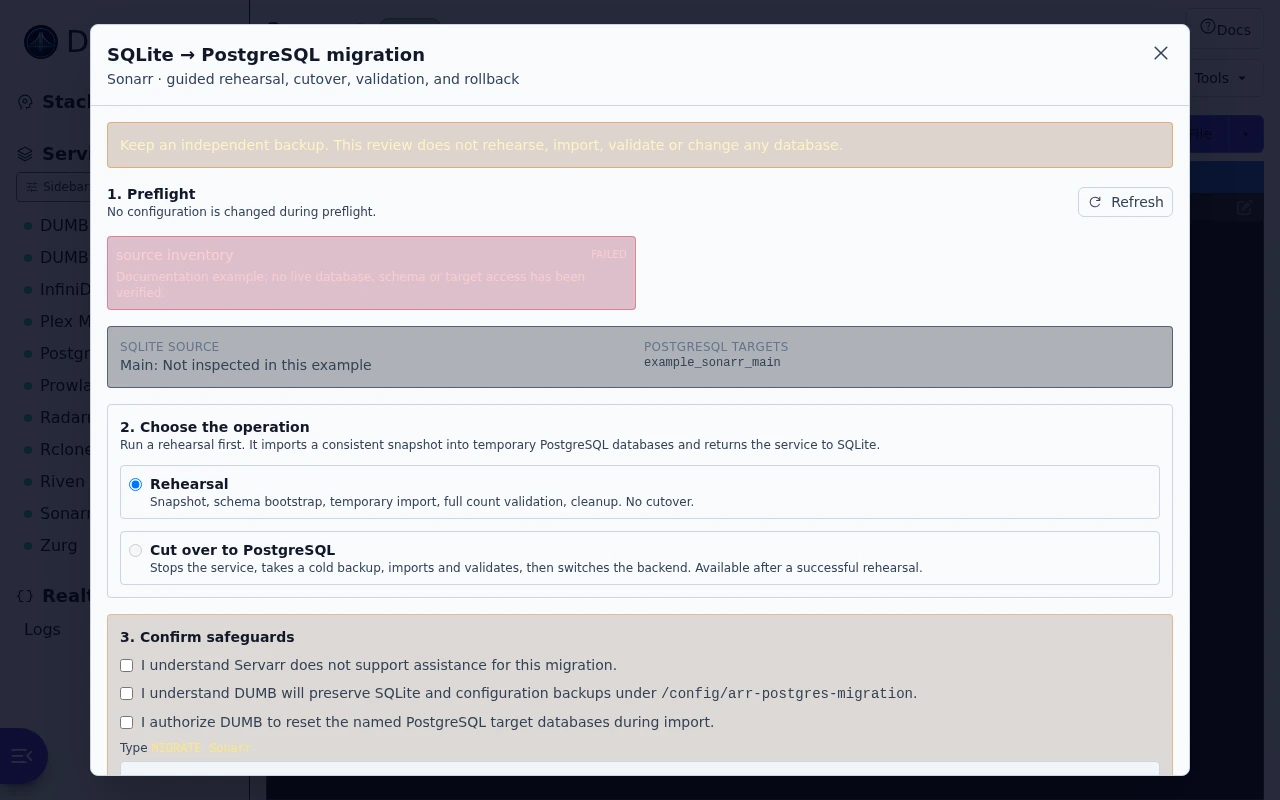 SQLite → PostgreSQL migration
Sonarr · guided rehearsal, cutover, validation, and rollback
Docs
Tools
D
Stack
Serv
Sidebar
DUMB
DUMB
InfiniD
Plex M
Postgr
Prowla
Radarr
Rclone
Riven
Sonarr
Zurg
Realt
Logs
Keep an independent backup. This review does not rehearse, import, validate or change any database.
1. Preflight
No configuration is changed during preflight.
Refresh
source inventory
FAILED
Documentation example: no live database, schema or target access has been
verified.
SQLITE SOURCE
Main: Not inspected in this example
POSTGRESQL TARGETS
example_sonarr_main
2. Choose the operation
Run a rehearsal first. It imports a consistent snapshot into temporary PostgreSQL databases and returns the service to SQLite.
Rehearsal
Snapshot, schema bootstrap, temporary import, full count validation, cleanup. No cutover.
Cut over to PostgreSQL
Stops the service, takes a cold backup, imports and validates, then switches the backend. Available after a successful rehearsal.
3. Confirm safeguards
I understand Servarr does not support assistance for this migration.
I understand DUMB will preserve SQLite and configuration backups under /config/arr-postgres-migration.
I authorize DUMB to reset the named PostgreSQL target databases during import.
Type MIGRATE Sonarr